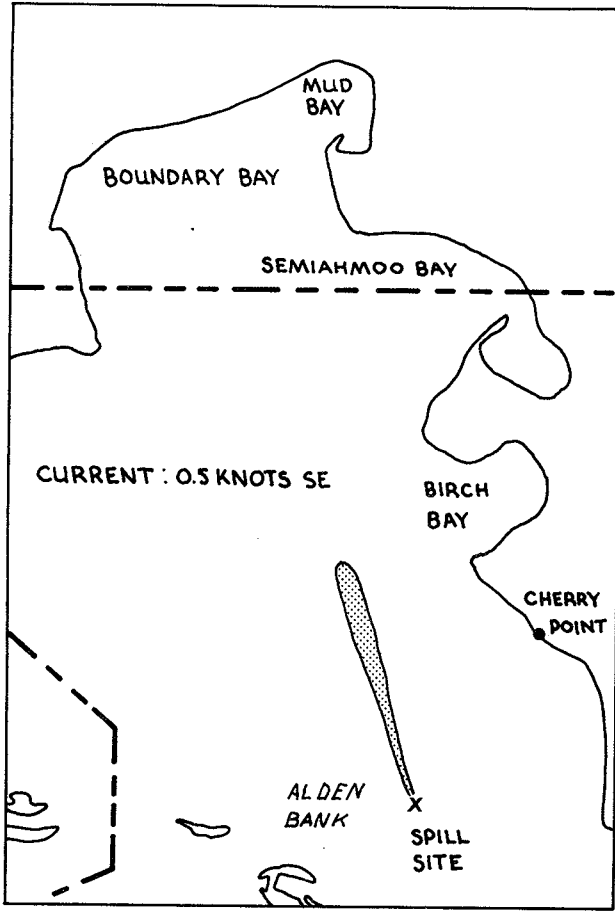 MUD
BAY
BOUNDARY BAY
SEMIAHMOO BAY
CURRENT : 0.5 KNOTS SE
BIRCH
BAY
CHERRY
POINT
ALDEN
BANK
X
SPILL
SITE